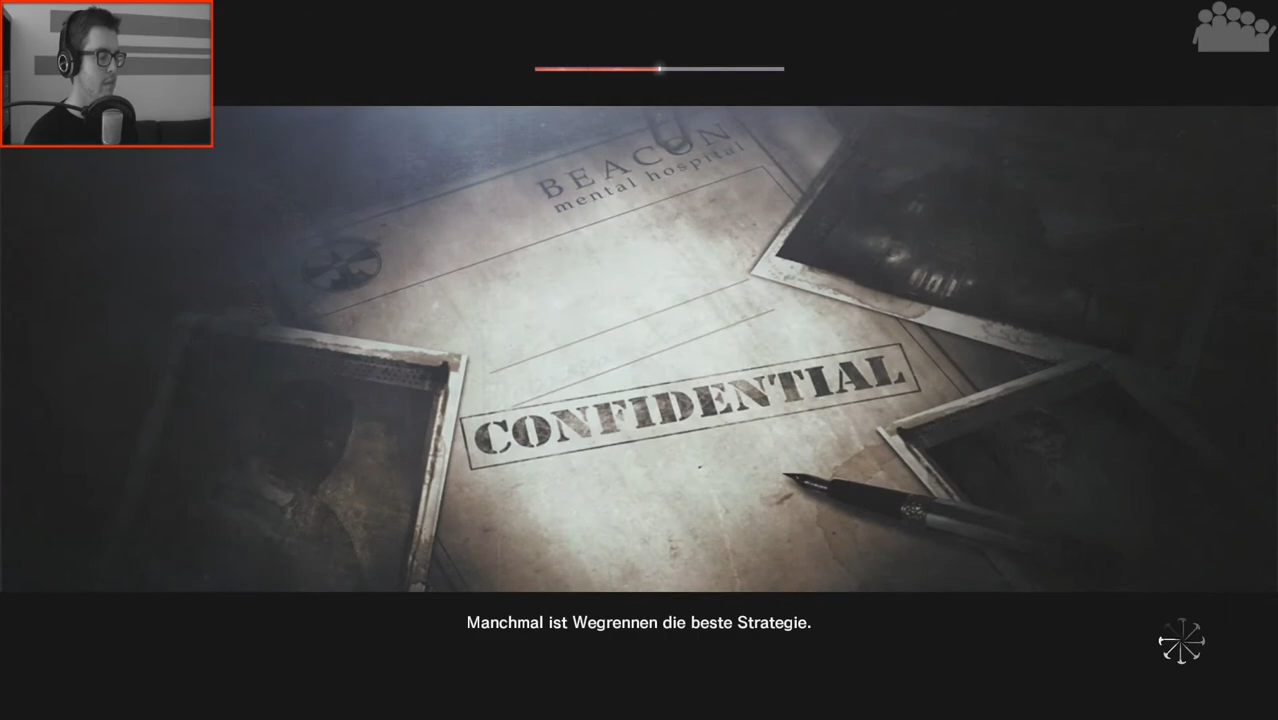 BEACON
mental hospital
CONFIDENTIAL
Manchmal ist Wegrennen die beste Strategie.